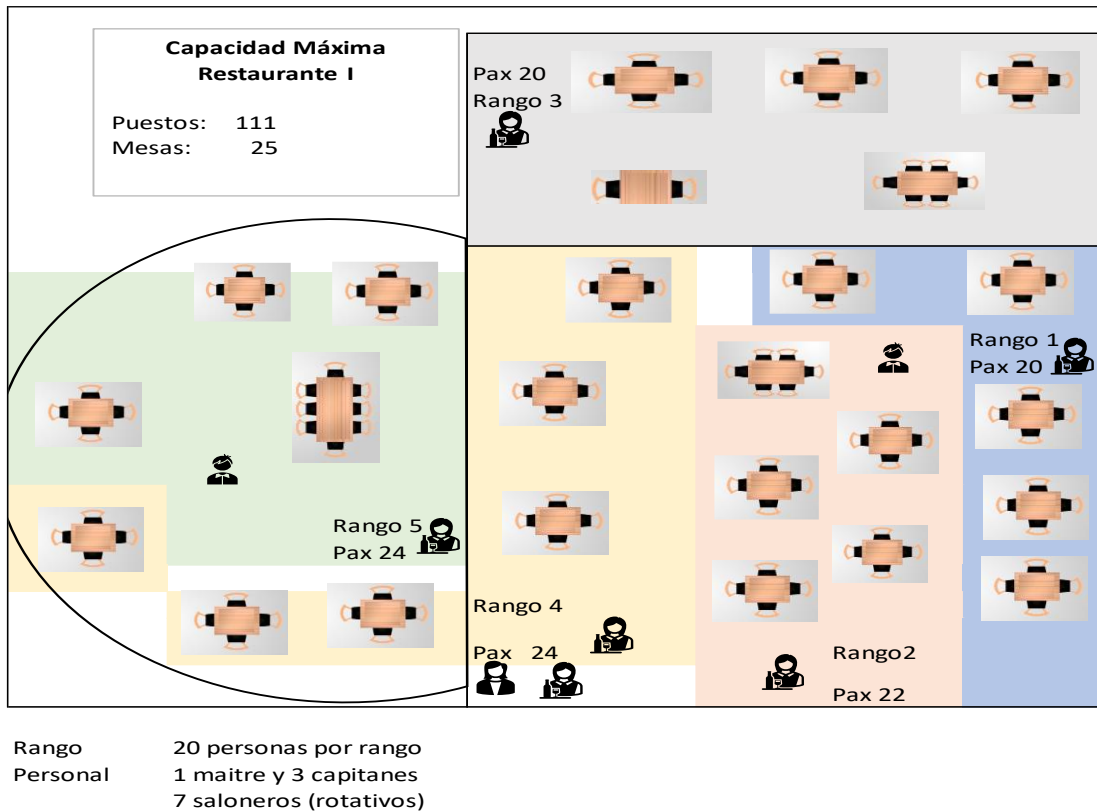 Capacidad Máxima
Restaurante I
Puestos: 111
Mesas: 25
Pax 20
Rango 3
Rango 1
Pax 20
Rango 5
Pax 24
Rango 4
Pax 24
Rango2
Pax 22
Rango 20 personas por rango
Personal 1 maitre y 3 capitanes
7 saloneros (rotativos)